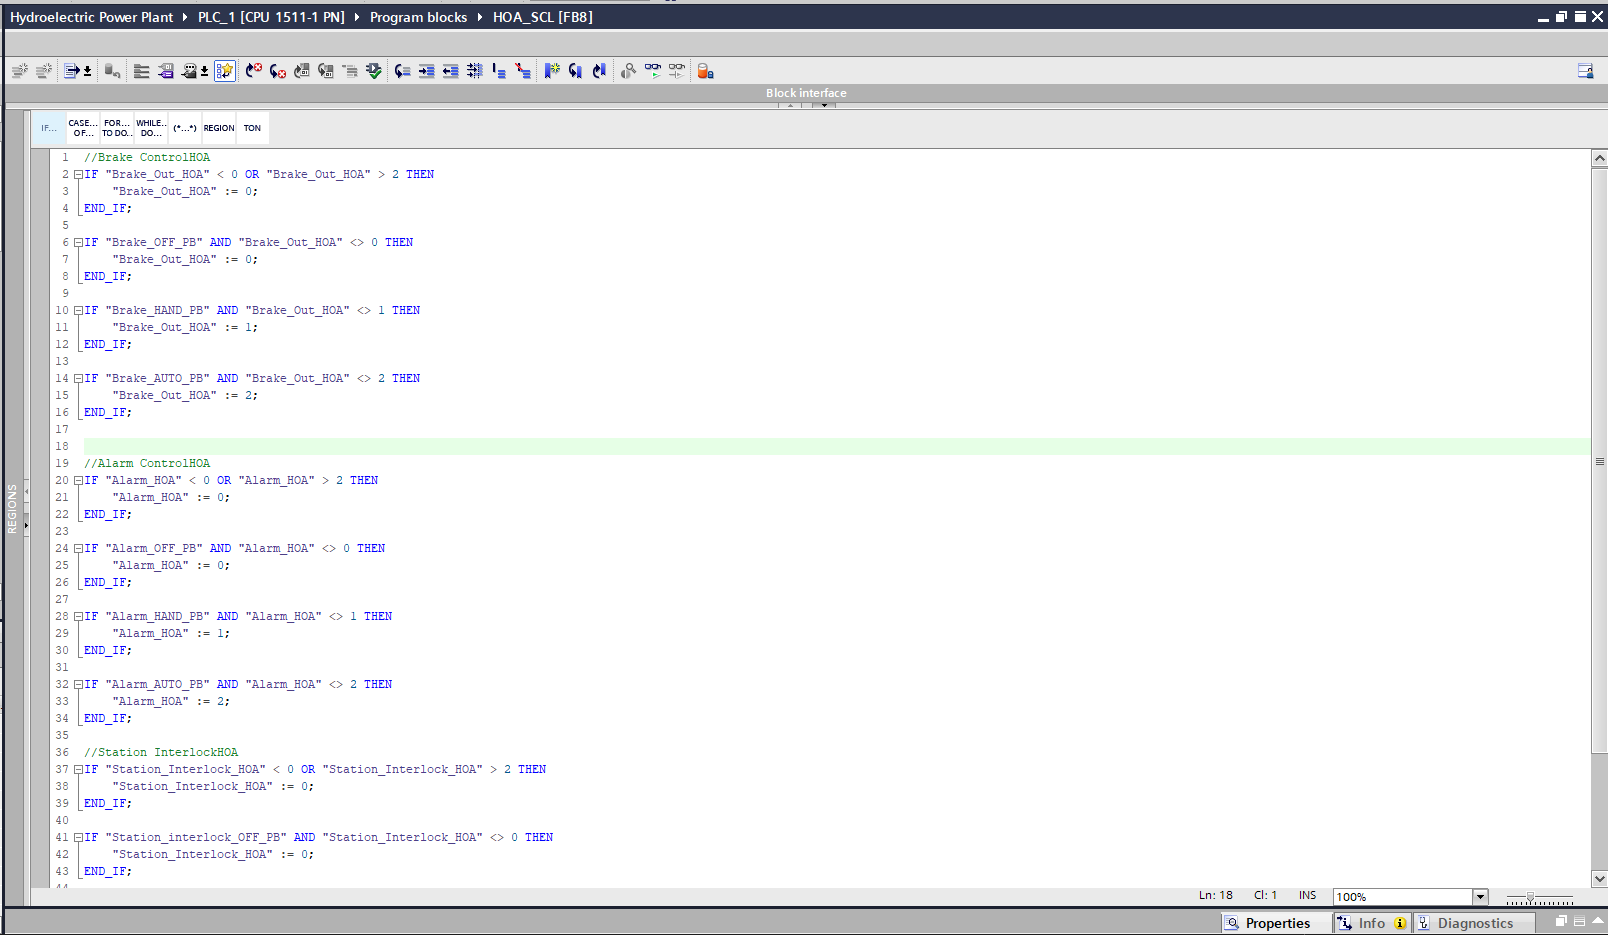 Hydroelectric Power Plant ▸ PLC_1 [CPU 1511-1 PN] ▸ Program blocks ▸ HOA_SCL [FB8]
Block interface
IF... CASE... OF... FOR... TO DO.. WHILE.. DO... (*...*) REGION TON
REGIONS
1 //Brake ControlHOA
2 IF "Brake_Out_HOA" < 0 OR "Brake_Out_HOA" > 2 THEN
3 "Brake_Out_HOA" := 0;
4 END_IF;
5
6 IF "Brake_OFF_PB" AND "Brake_Out_HOA" <> 0 THEN
7 "Brake_Out_HOA" := 0;
8 END_IF;
9
10 IF "Brake_HAND_PB" AND "Brake_Out_HOA" <> 1 THEN
11 "Brake_Out_HOA" := 1;
12 END_IF;
13
14 IF "Brake_AUTO_PB" AND "Brake_Out_HOA" <> 2 THEN
15 "Brake_Out_HOA" := 2;
16 END_IF;
17
18
19 //Alarm ControlHOA
20 IF "Alarm_HOA" < 0 OR "Alarm_HOA" > 2 THEN
21 "Alarm_HOA" := 0;
22 END_IF;
23
24 IF "Alarm_OFF_PB" AND "Alarm_HOA" <> 0 THEN
25 "Alarm_HOA" := 0;
26 END_IF;
27
28 IF "Alarm_HAND_PB" AND "Alarm_HOA" <> 1 THEN
29 "Alarm_HOA" := 1;
30 END_IF;
31
32 IF "Alarm_AUTO_PB" AND "Alarm_HOA" <> 2 THEN
33 "Alarm_HOA" := 2;
34 END_IF;
35
36 //Station InterlockHOA
37 IF "Station_Interlock_HOA" < 0 OR "Station_Interlock_HOA" > 2 THEN
38 "Station_Interlock_HOA" := 0;
39 END_IF;
40
41 IF "Station_interlock_OFF_PB" AND "Station_Interlock_HOA" <> 0 THEN
42 "Station_Interlock_HOA" := 0;
43 END_IF;
44
Ln: 18 Cl: 1 INS 100%
Properties Info Diagnostics